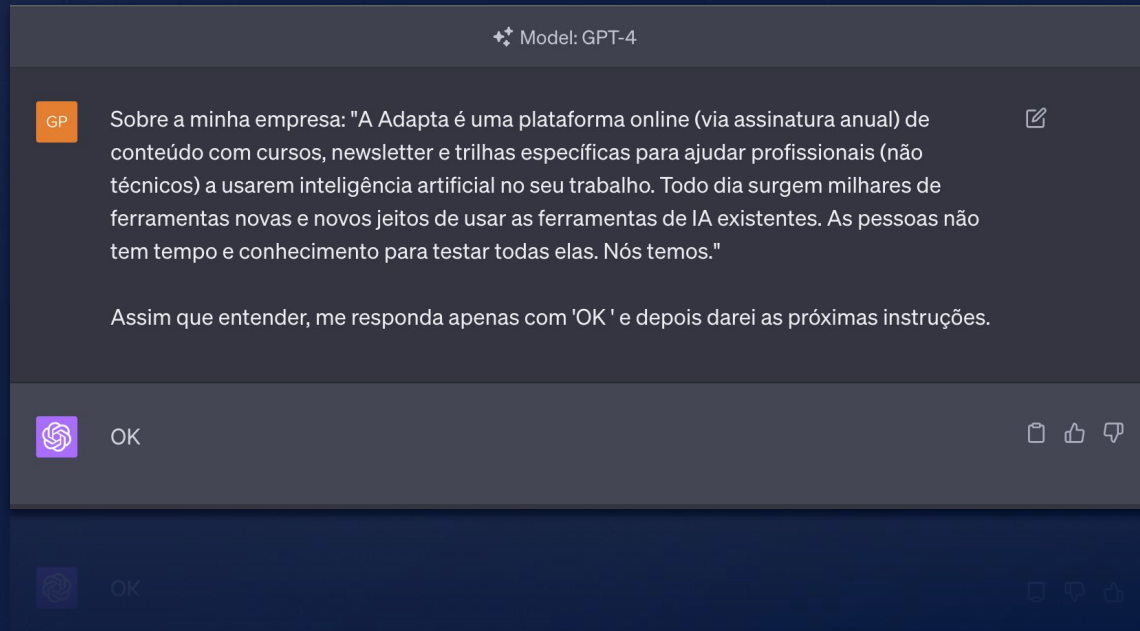 Model: GPT-4
GP
Sobre a minha empresa: "A Adapta é uma plataforma online (via assinatura anual) de
conteúdo com cursos, newsletter e trilhas específicas para ajudar profissionais (não
técnicos) a usarem inteligência artificial no seu trabalho. Todo dia surgem milhares de
ferramentas novas e novos jeitos de usar as ferramentas de IA existentes. As pessoas não
tem tempo e conhecimento para testar todas elas. Nós temos."
Assim que entender, me responda apenas com 'OK ' e depois darei as próximas instruções.
OK
OK